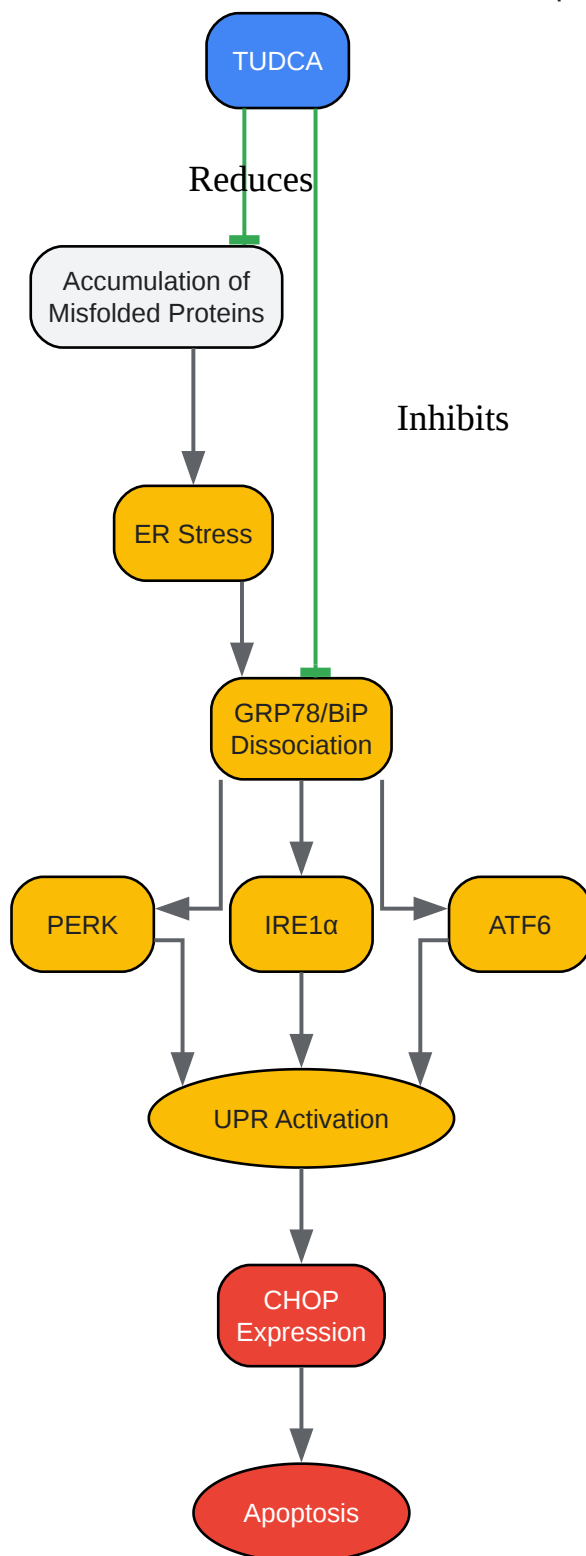 TUDCA
Reduces
Accumulation of
Misfolded Proteins
Inhibits
ER Stress
GRP78/BiP
Dissociation
PERK
IRE1α
ATF6
UPR Activation
CHOP
Expression
Apoptosis